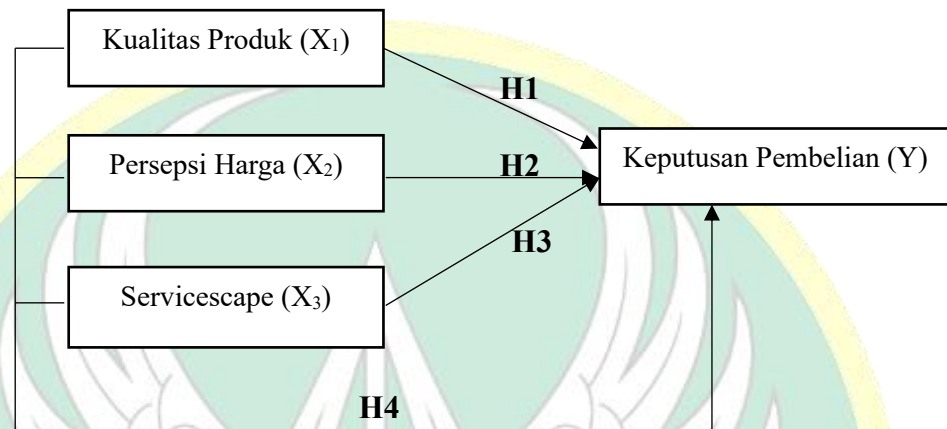 Kualitas Produk (X₁)
H1
Keputusan Pembelian (Y)
Persepsi Harga (X₂)
H2
H3
Servicescape (X₃)
H4